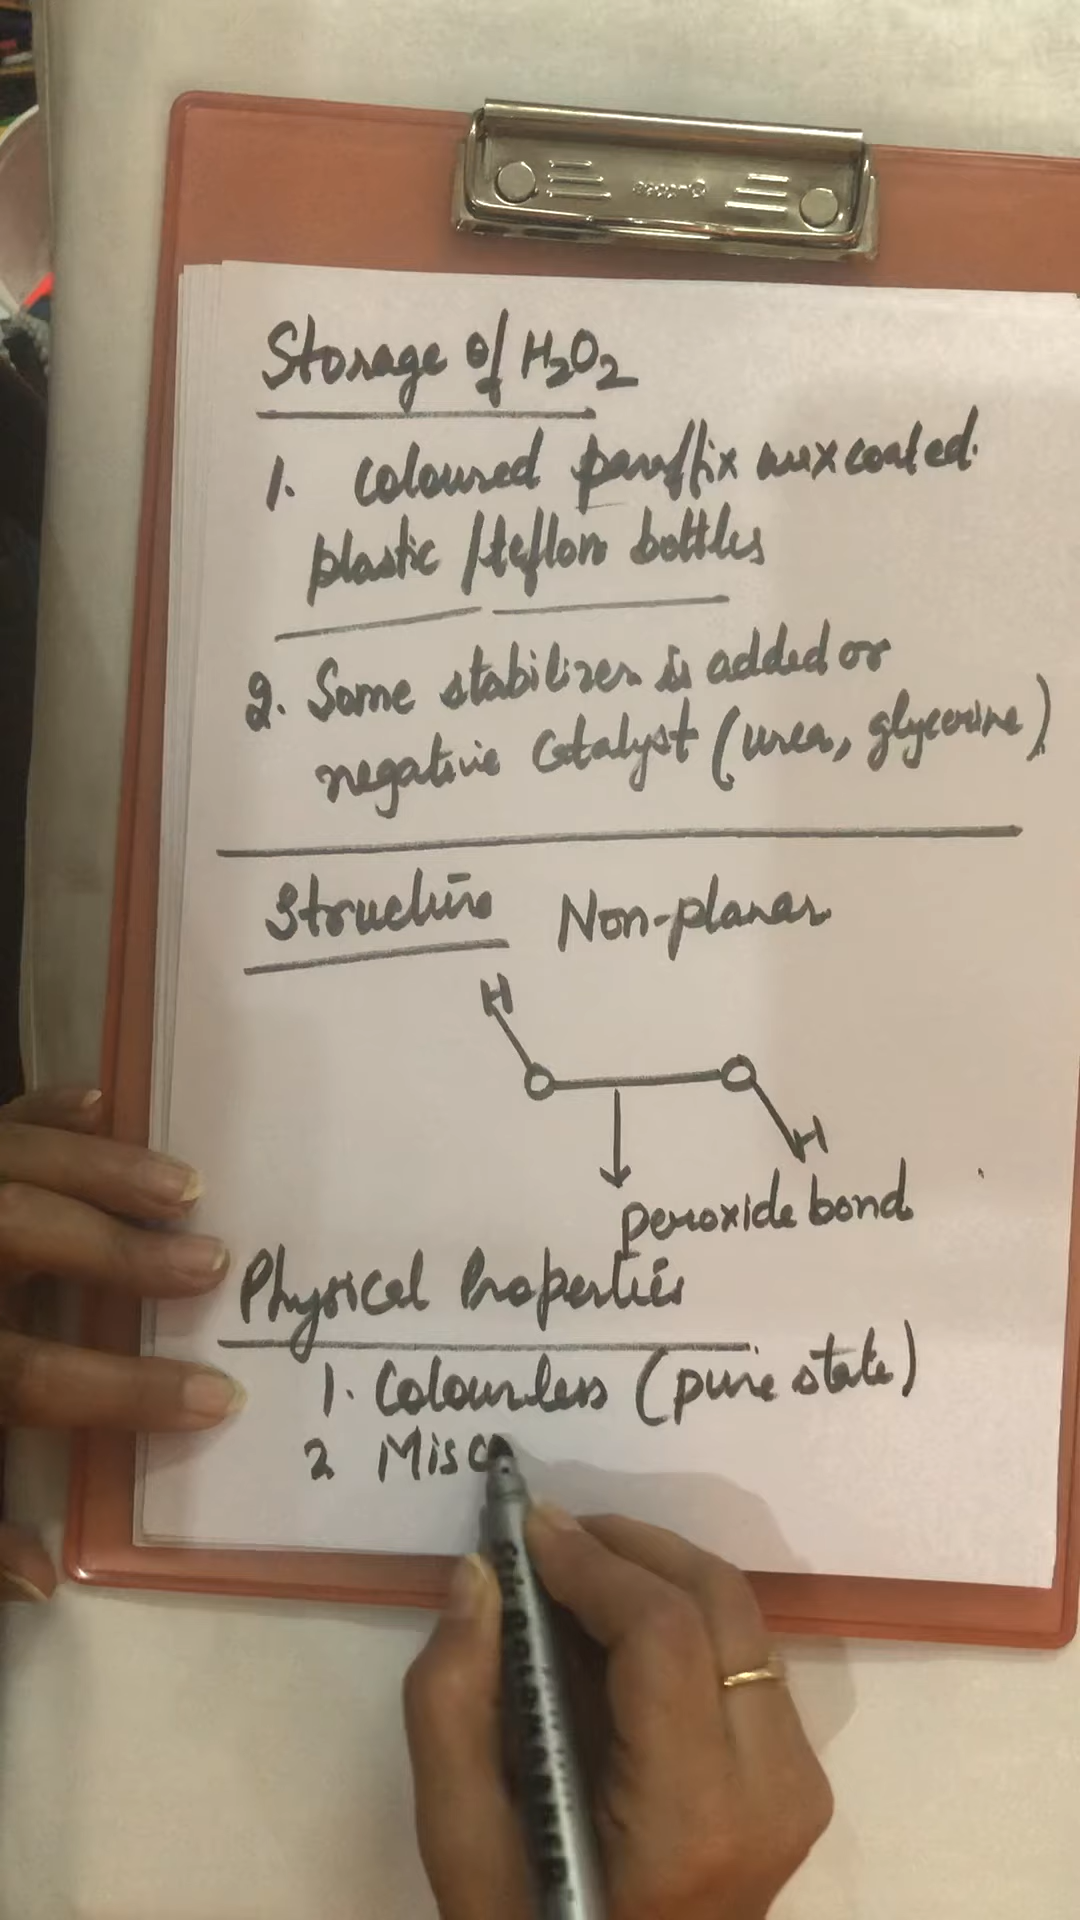 Storage of H2O2
1. Coloured paraffix wax coated
plastic / teflon bottles
2. Some stabilizer is added or
negative catalyst (urea, glycerine)
Structure Non-planar
H
O O
H
peroxide bond
Physical Properties
1. Colourless (pure state)
2 Misc